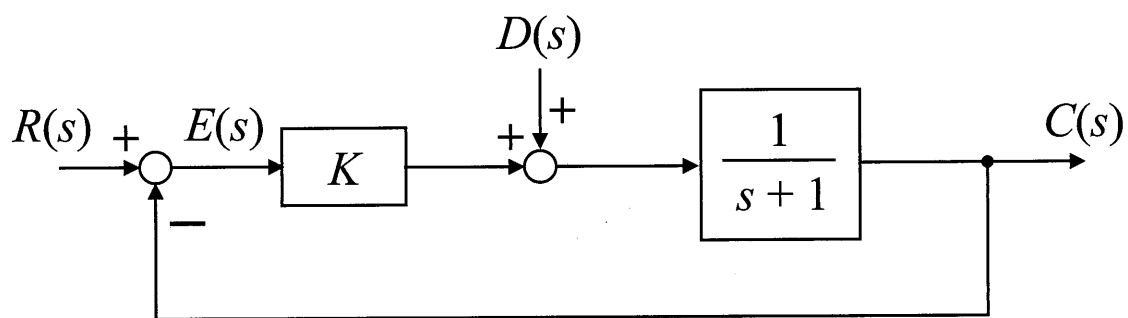 D(s)
+
R(s) + E(s) K + 1 C(s)
s + 1
−